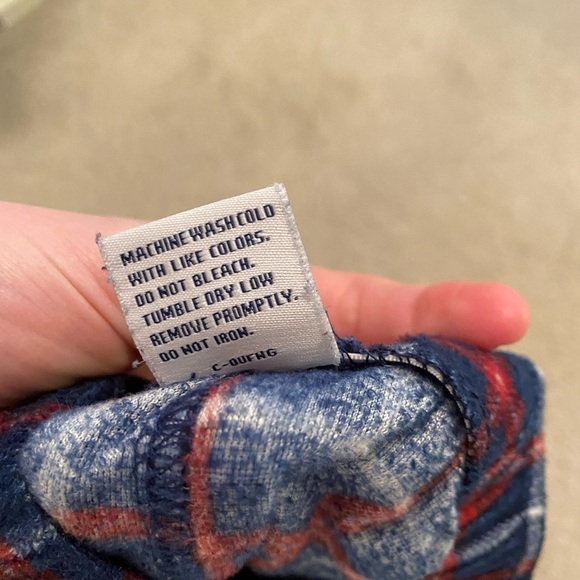 MACHINE WASH COLD
WITH LIKE COLORS.
DO NOT BLEACH.
TUMBLE DRY LOW
REMOVE PROMPTLY.
DO NOT IRON.